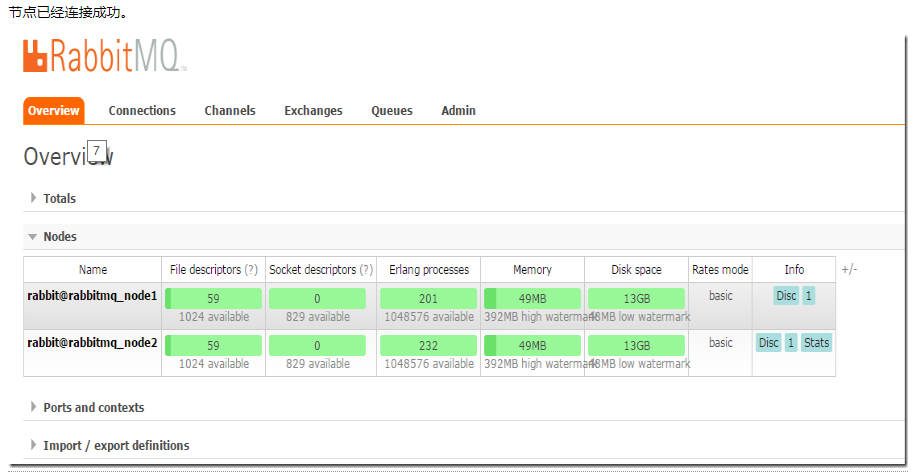 节点已经连接成功。
RabbitMQ™
Overview Connections Channels Exchanges Queues Admin
Overview
7
Totals
Nodes
Name File descriptors (?) Socket descriptors (?) Erlang processes Memory Disk space Rates mode Info +/-
rabbit@rabbitmq_node1 59 0 201 49MB 13GB basic Disc 1
1024 available 829 available 1048576 available 392MB high watermark 48MB low watermark
rabbit@rabbitmq_node2 59 0 232 49MB 13GB basic Disc 1 Stats
1024 available 829 available 1048576 available 392MB high watermark 48MB low watermark
Ports and contexts
Import / export definitions